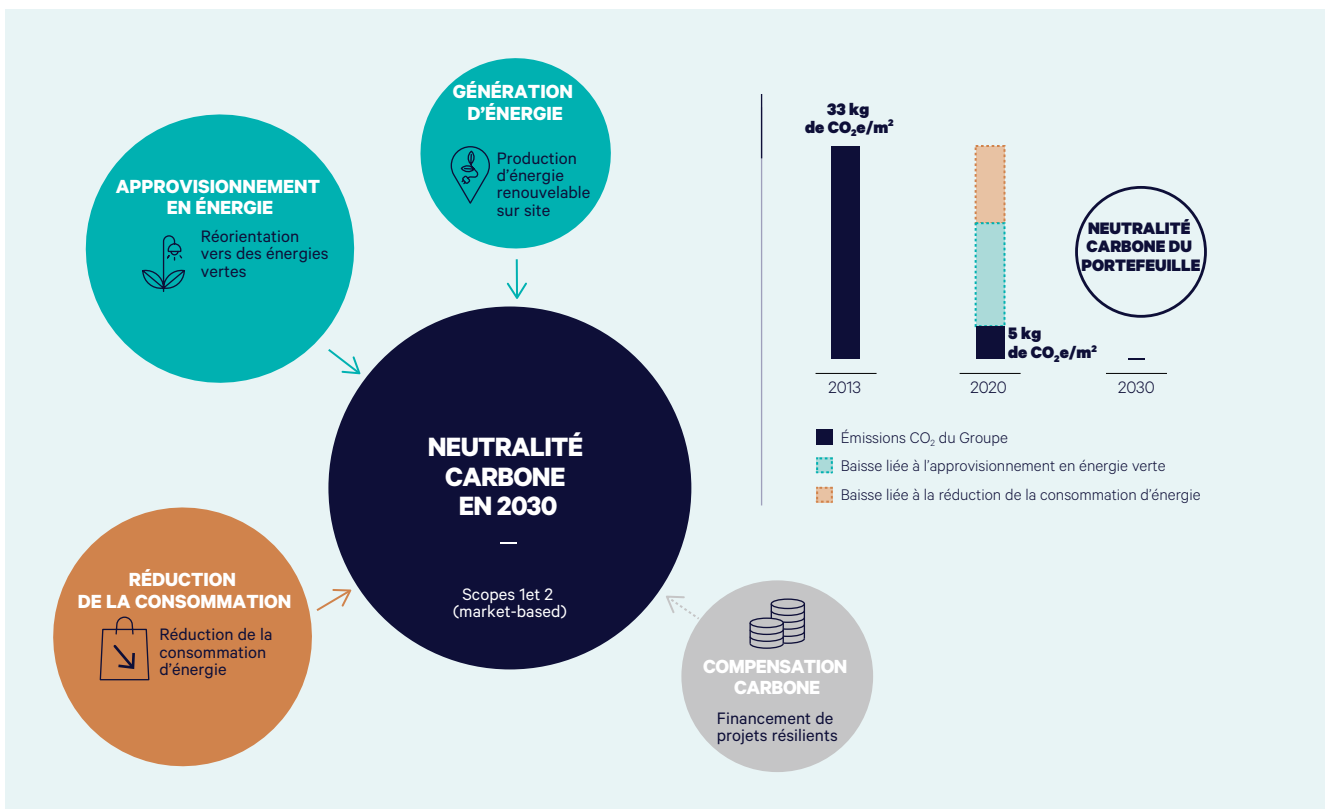 GÉNÉRATION
D'ÉNERGIE
Production
d'énergie
renouvelable
sur site
APPROVISIONNEMENT
EN ÉNERGIE
Réorientation
vers des énergies
vertes
NEUTRALITÉ
CARBONE
EN 2030
Scopes 1et 2
(market-based)
RÉDUCTION
DE LA CONSOMMATION
Réduction de la
consommation
d'énergie
COMPENSATION
CARBONE
Financement de
projets résilients
33 kg
de CO₂e/m²
5 kg
de CO₂e/m²
NEUTRALITÉ
CARBONE DU
PORTEFEUILLE
2013
2020
2030
Émissions CO₂ du Groupe
Baisse liée à l'approvisionnement en énergie verte
Baisse liée à la réduction de la consommation d'énergie